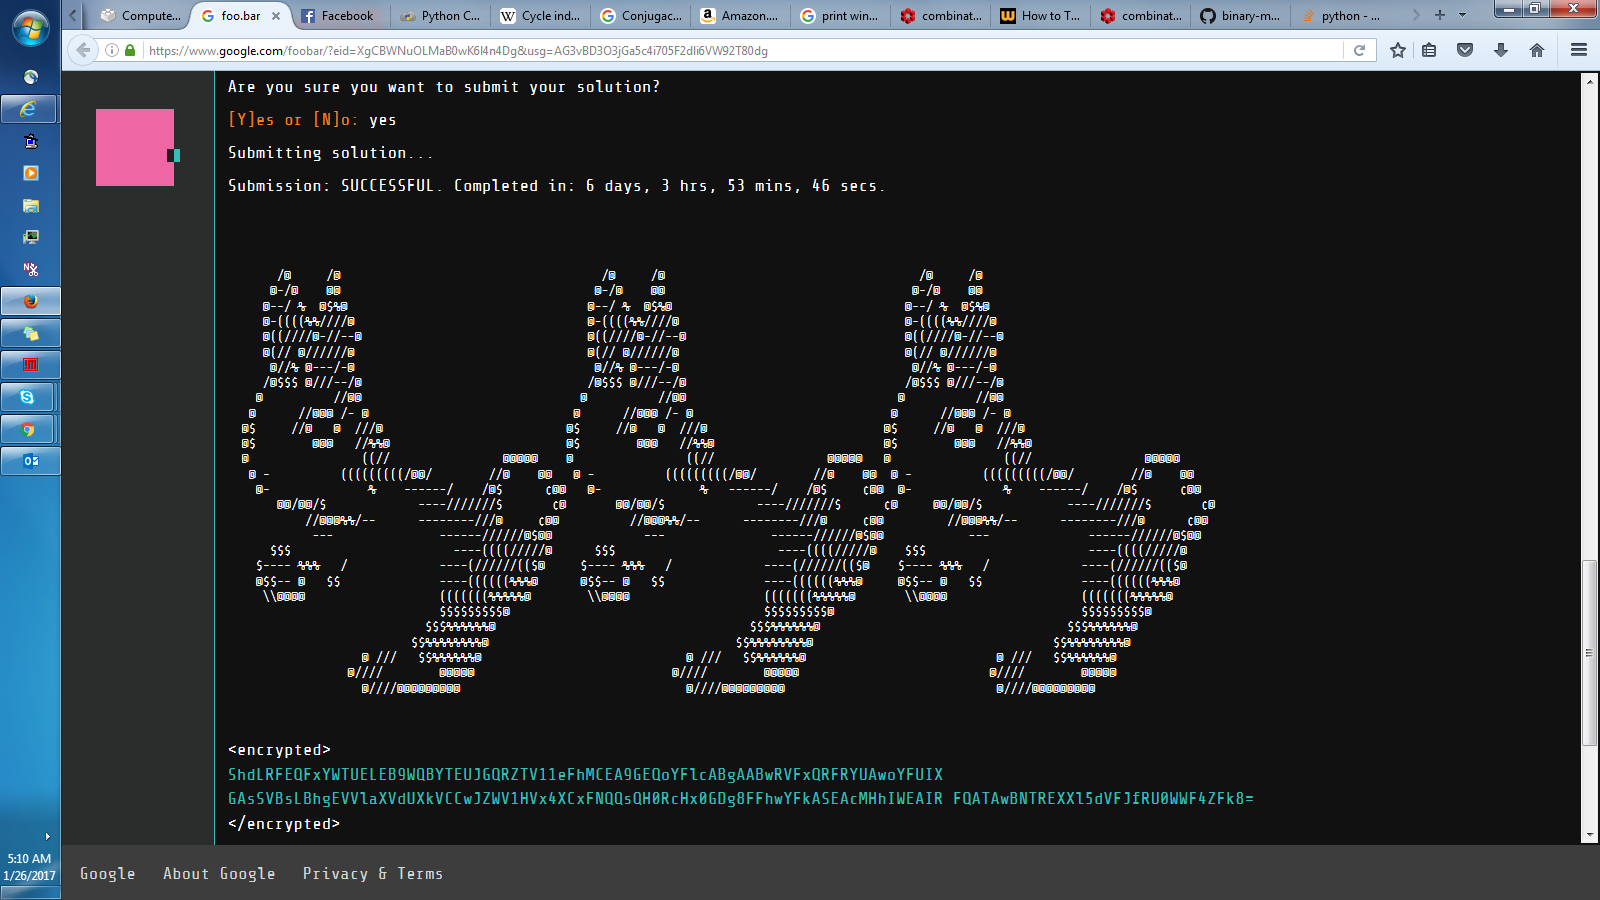 Compute...
foo.bar
Facebook
Python C...
Cycle ind...
Conjugac...
Amazon....
print win...
combinat...
How to T...
combinat...
binary-m...
python - ...
https://www.google.com/foobar/?eid=XgCBWNuOLMaB0wK6l4n4Dg&usg=AG3vBD3O3jGa5c4i705F2dli6VW92T80dg
Are you sure you want to submit your solution?
[Y]es or [N]o: yes
Submitting solution...
Submission: SUCCESSFUL. Completed in: 6 days, 3 hrs, 53 mins, 46 secs.
<encrypted>
ShdLRFEQFxYWTUELEB9WQBYTEUJGQRZTV11eFhMCEA9GEQoYFlcABgAABwRVFxQRFRYUAwoYFUIX
GAsSVBsLBhgEVVlaXVdUXkVCCwJZWV1HVx4XCxFNQQsQH0RcHx0GDg8FFhwYFkASEAcMHhIWEAIR FQATAwBNTREXXl5dVFJfRU0WWF4ZFk8=
</encrypted>
5:10 AM
1/26/2017
Google
About Google
Privacy & Terms